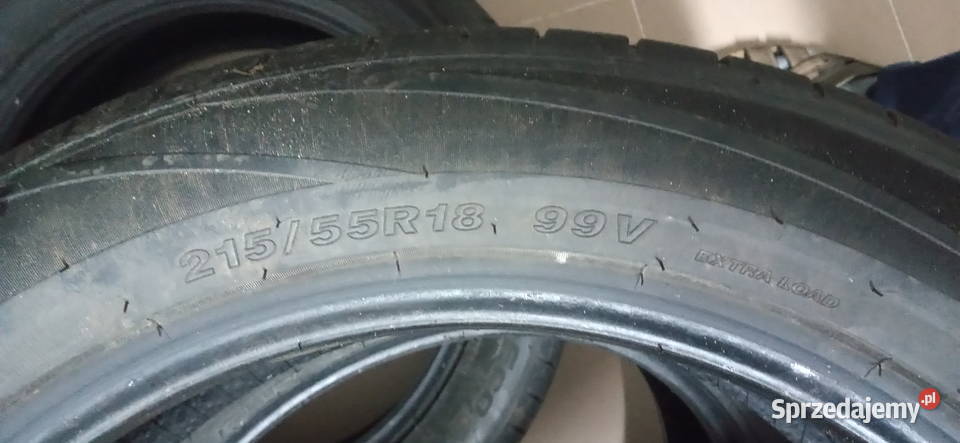 215/55R18 99V
EXTRA LOAD
Sprzedajemy.pl